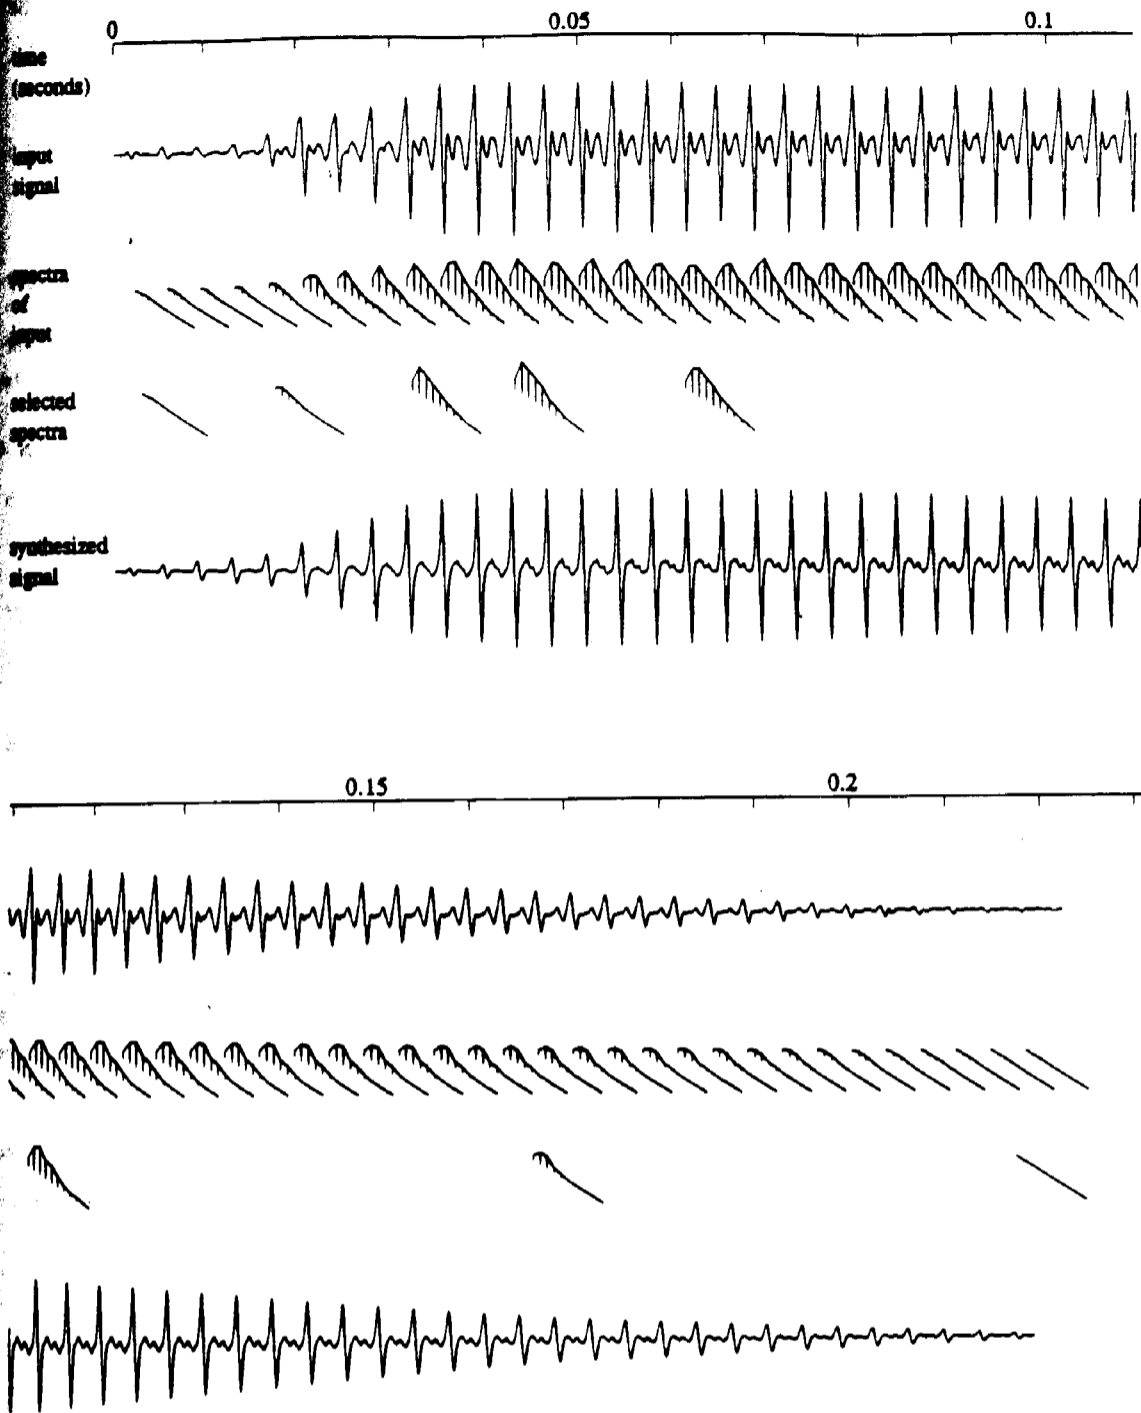 0 0.05 0.1
time
(seconds)
input
signal
spectra
of
input
selected
spectra
synthesized
signal
0.15 0.2